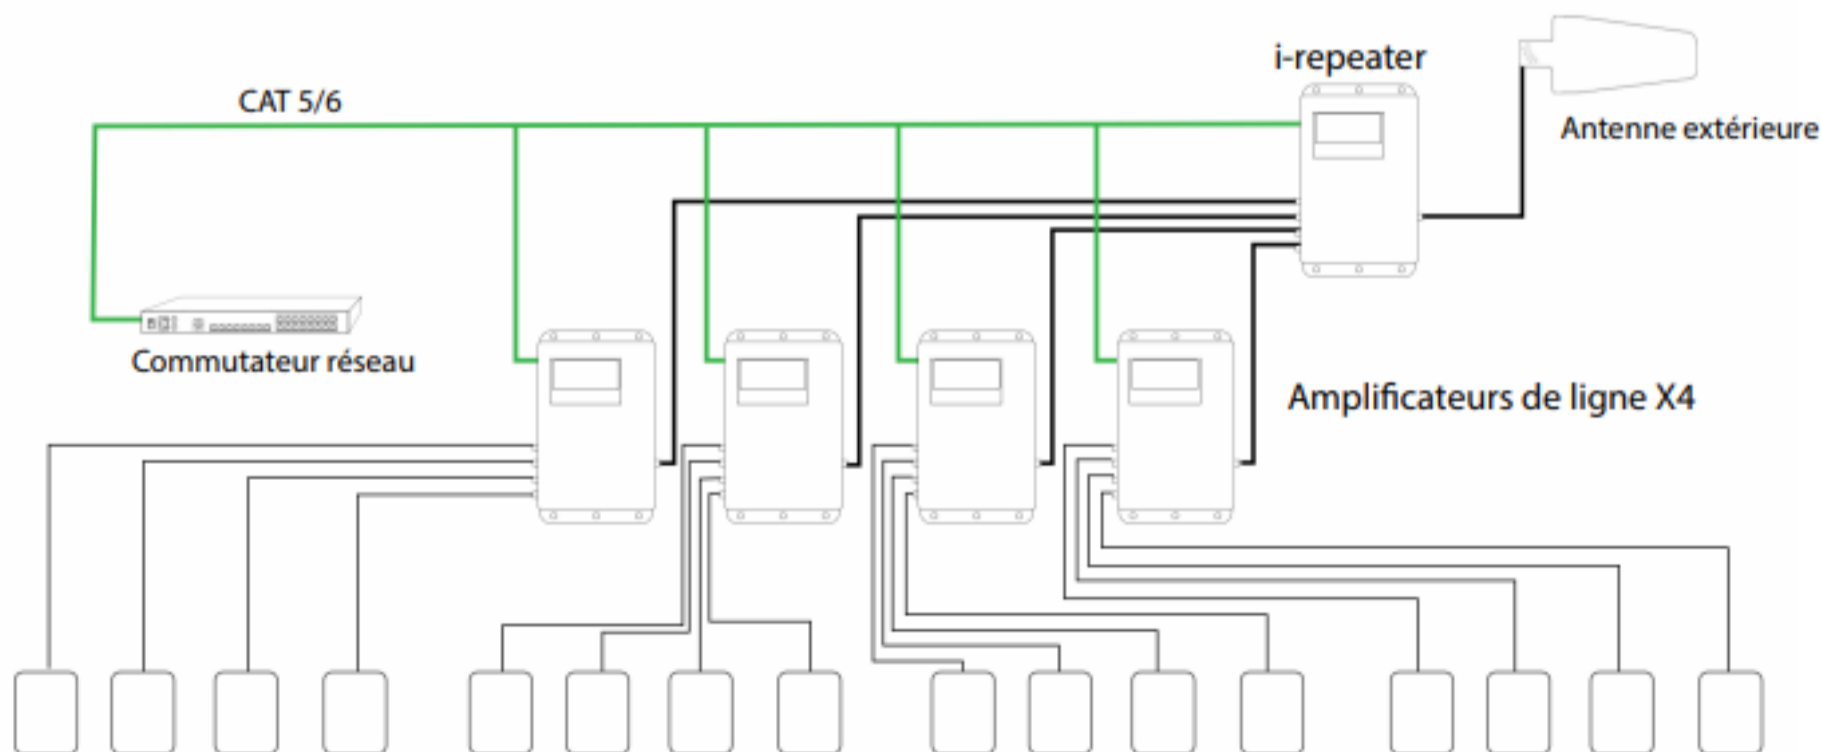 i-repeater
CAT 5/6
Antenne extérieure
Commutateur réseau
Amplificateurs de ligne X4